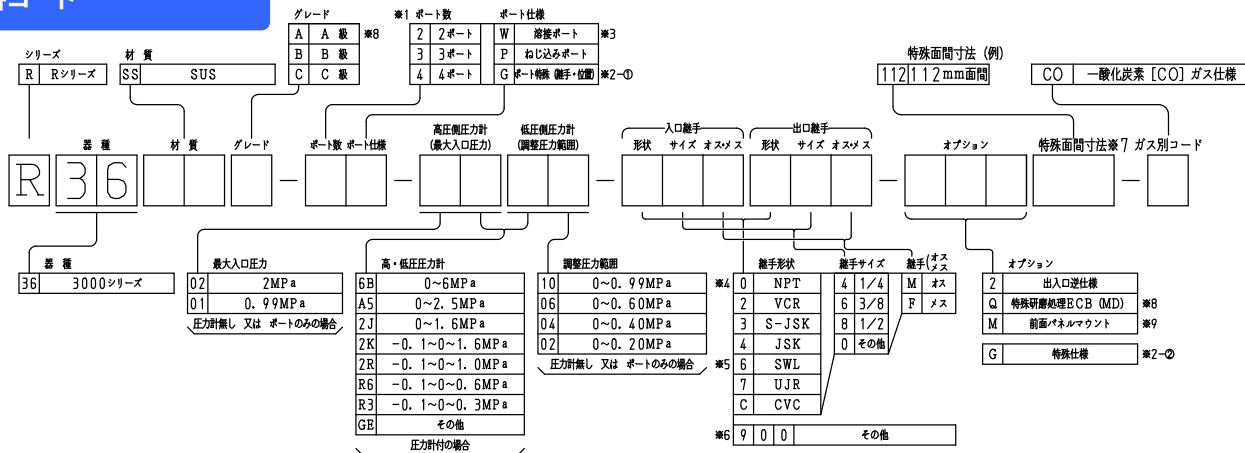 コード
グレード
A A 級 ※8
B B 級
C C 級
※1 ポート数
2 2ポート
3 3ポート
4 4ポート
ポート仕様
W 溶接ポート ※3
P ねじ込みポート
G ポート特殊（継手・位置） ※2-①
シリーズ
R Rシリーズ
材 質
SS SUS
特殊面間寸法（例）
112 112mm面間
CO 一酸化炭素［CO］ガス仕様
器 種
材 質
グレード
ポート数 ポート仕様
高圧側圧力計
(最大入口圧力)
低圧側圧力計
(調整圧力範囲)
入口継手
形状 サイズ オス・メス
出口継手
形状 サイズ オス・メス
オプション
特殊面間寸法※7 ガス別コード
R 3 6 － － － － －
器 種
36 3000シリーズ
最大入口圧力
02 2MPa
01 0.99MPa
圧力計無し 又は ポートのみの場合
高・低圧圧力計
6B 0~6MPa
A5 0~2.5MPa
2J 0~1.6MPa
2K -0.1~0~1.6MPa
2R -0.1~0~1.0MPa
R6 -0.1~0~0.6MPa
R3 -0.1~0~0.3MPa
GE その他
圧力計付の場合
調整圧力範囲
10 0~0.99MPa
06 0~0.60MPa
04 0~0.40MPa
02 0~0.20MPa
圧力計無し 又は ポートのみの場合
継手形状
※4 0 NPT
2 VCR
3 S-JSK
4 JSK
※5 6 SWL
7 UJR
C CVC
※6 9 0 0 その他
継手サイズ
4 1/4
6 3/8
8 1/2
0 その他
継手(オス
メス
M オス
F メス
オプション
2 出入口逆仕様
Q 特殊研磨処理ECB (MD) ※8
M 前面パネルマウント ※9
G 特殊仕様 ※2-②